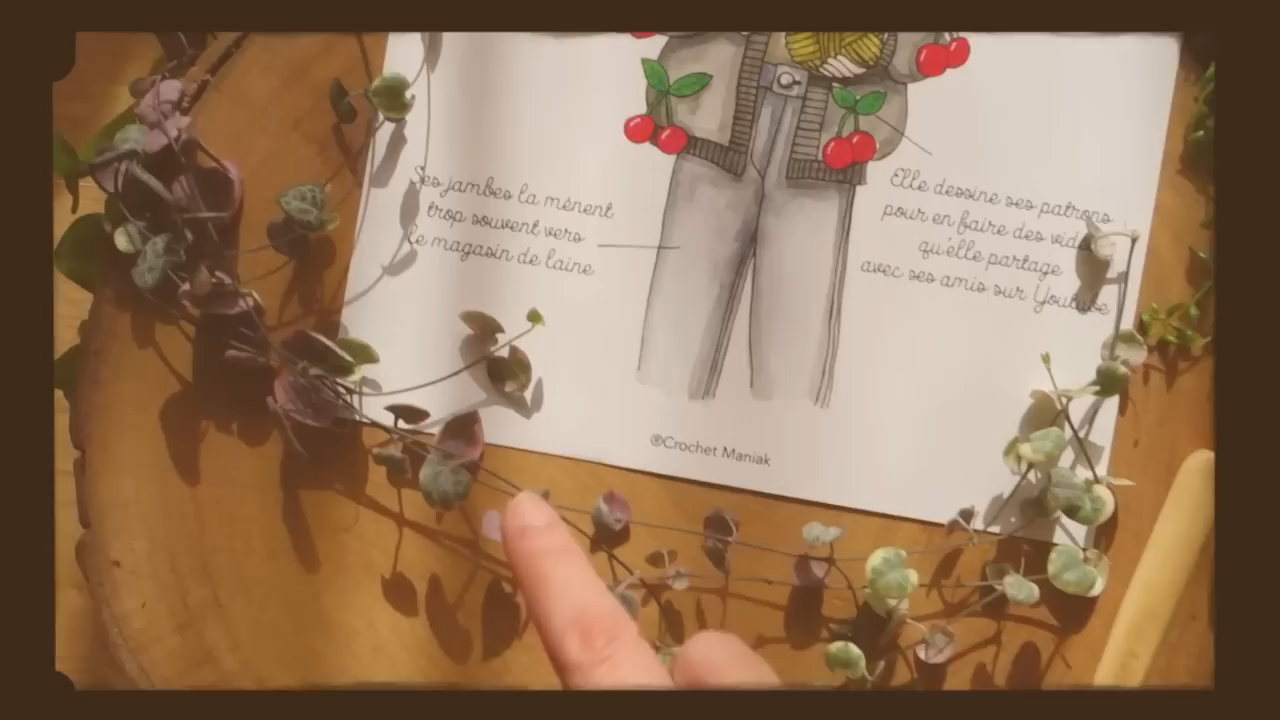 Ses jambes la mènent
trop souvent vers
le magasin de laine
Elle dessine ses patrons
pour en faire des vidéo
qu'elle partage
avec ses amis sur Youtube
®Crochet Maniak